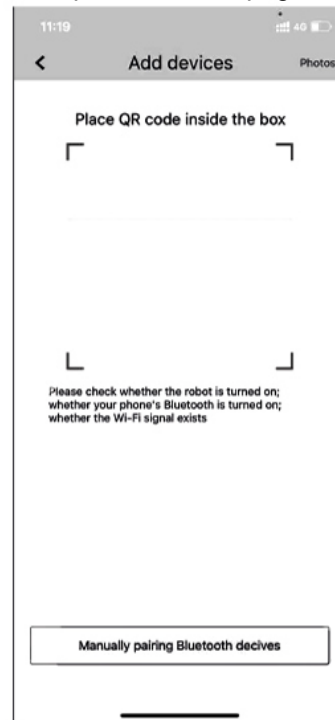 11:19
4G
Add devices
Photos
Place QR code inside the box
Please check whether the robot is turned on;
whether your phone's Bluetooth is turned on;
whether the Wi-Fi signal exists
Manually pairing Bluetooth decives